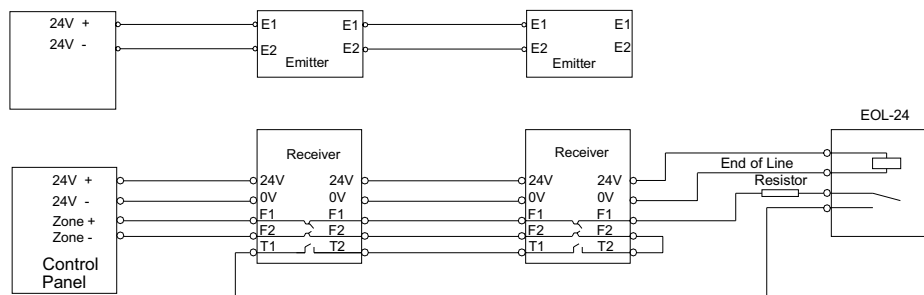 24V + E1 E1 E1 E1
24V - E2 E2 E2 E2
Emitter Emitter
EOL-24
Receiver Receiver
End of Line
24V + 24V 24V 24V 24V
Resistor
24V - 0V 0V 0V 0V
Zone + F1 F1 F1 F1
Zone - F2 F2 F2 F2
T1 T2 T1 T2
Control
Panel